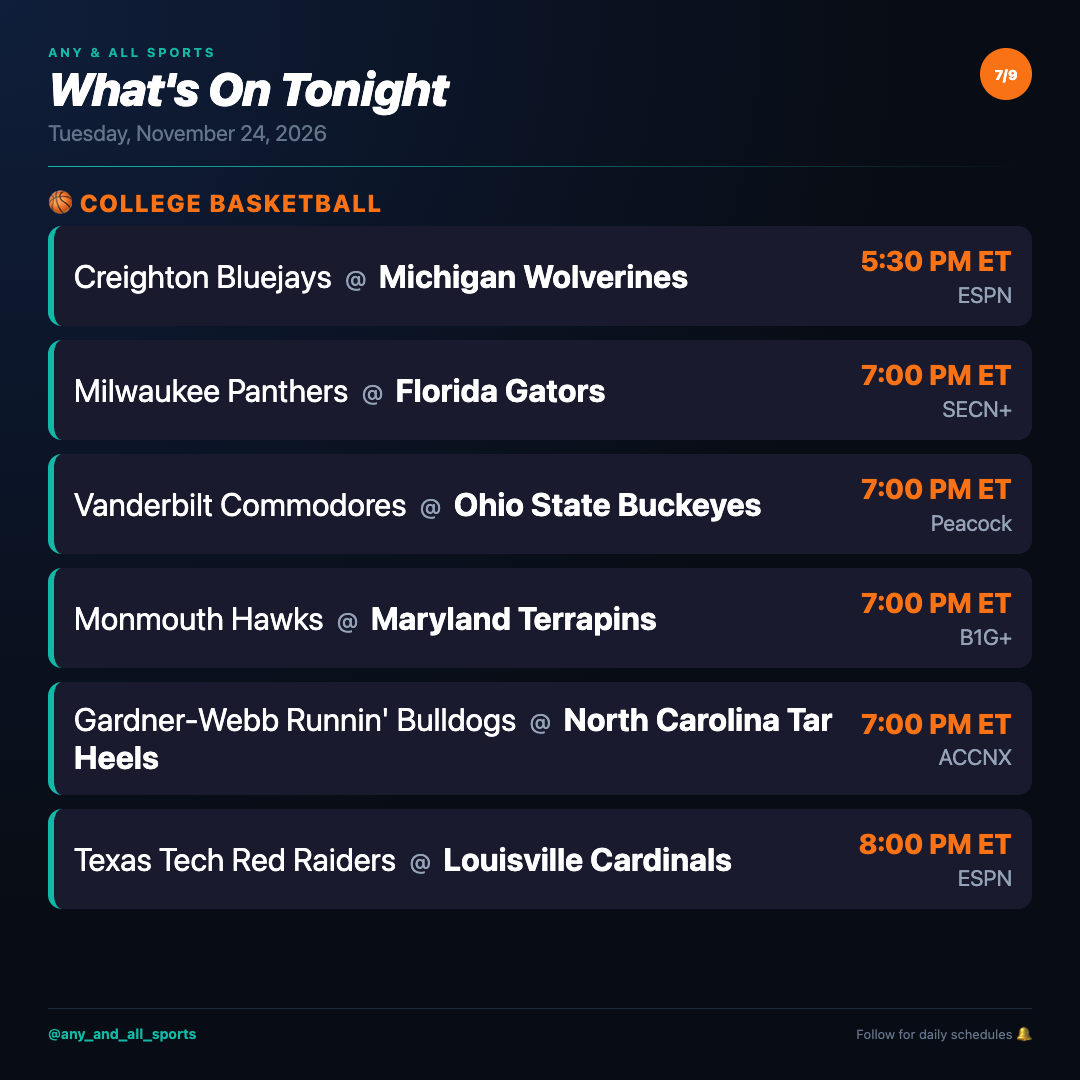 ANY & ALL SPORTS
What's On Tonight
7/9
Tuesday, November 24, 2026
🏀 COLLEGE BASKETBALL
Creighton Bluejays @ Michigan Wolverines
5:30 PM ET
ESPN
Milwaukee Panthers @ Florida Gators
7:00 PM ET
SECN+
Vanderbilt Commodores @ Ohio State Buckeyes
7:00 PM ET
Peacock
Monmouth Hawks @ Maryland Terrapins
7:00 PM ET
B1G+
Gardner-Webb Runnin' Bulldogs @ North Carolina Tar
Heels
7:00 PM ET
ACCNX
Texas Tech Red Raiders @ Louisville Cardinals
8:00 PM ET
ESPN
@any_and_all_sports
Follow for daily schedules 🔔